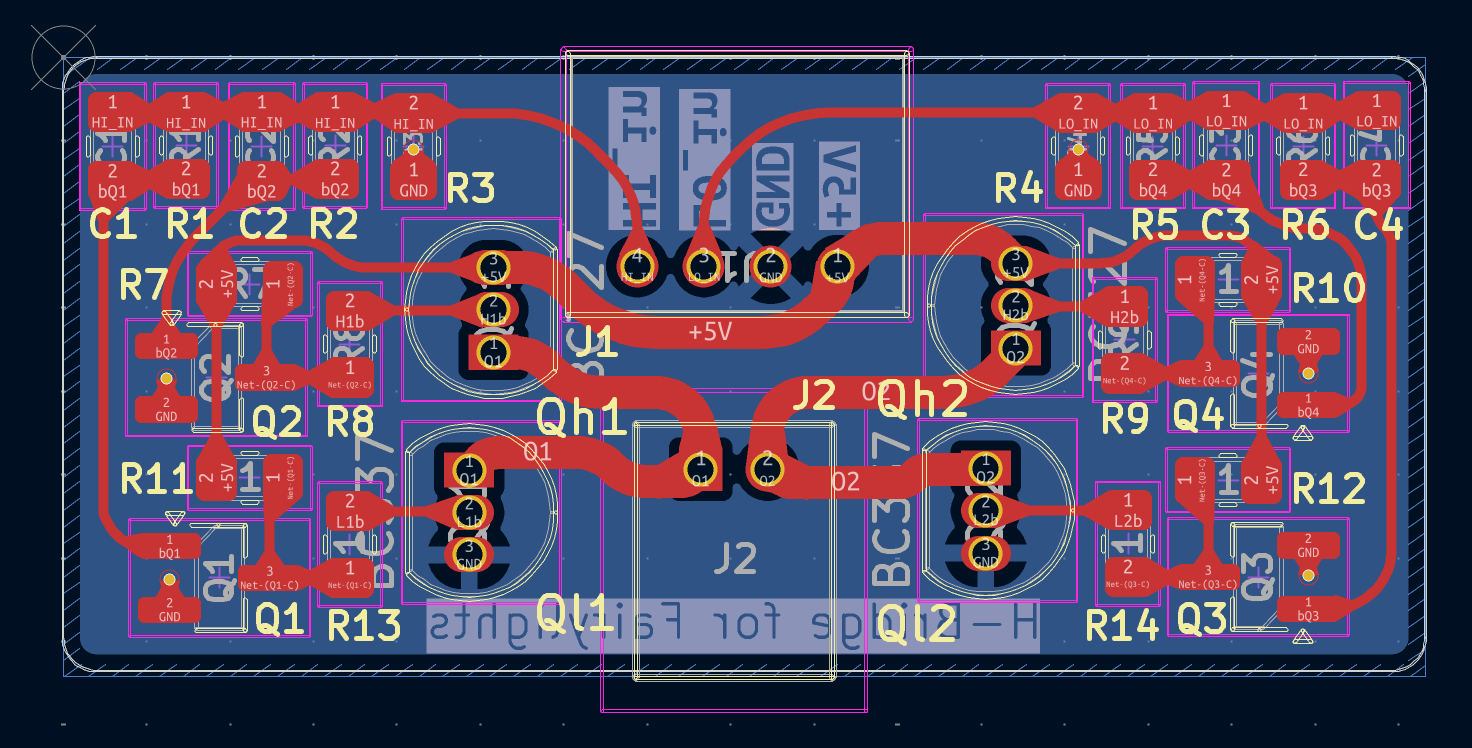 HI_in
LO_in
GND
+5V
1 HI_IN
1 HI_IN
1 HI_IN
1 HI_IN
2 HI_IN
2 LO_IN
1 LO_IN
1 LO_IN
1 LO_IN
1 LO_IN
2 bQ1
2 bQ1
2 bQ2
2 bQ2
1 GND
1 GND
2 bQ4
2 bQ4
2 bQ3
2 bQ3
R3
R4
C1 R1 C2 R2
R5 C3 R6 C4
4 HI_IN
3 LO_IN
2 GND
1 +5V
R7
2 +5V
1 Net-(Q2-C)
3 +5V
2 H1b
1 Q1
3 +5V
2 H2b
1 Q2
1 Net-(Q4-C)
2 +5V
R10
2 H1b
1 H2b
+5V
J1
1 bQ2
2 GND
3 Net-(Q2-C)
1 Net-(Q2-C)
2 Net-(Q4-C)
3 Net-(Q4-C)
2 GND
1 bQ4
Q2 R8
Qh1
J2
O2
Qh2
R9 Q4
R11
2 +5V
1 Net-(Q1-C)
O1
1 O1
2 L1b
3 GND
1 O1
2 O2
O2
1 O2
2 L2b
3 GND
BC337
1 Net-(Q3-C)
2 +5V
R12
2 L1b
1 L2b
1 bQ1
2 GND
Q1
3 Net-(Q1-C)
1 Net-(Q1-C)
J2
2 Net-(Q3-C)
3 Net-(Q3-C)
Q3
2 GND
1 bQ3
Q1 R13
Ql1
Ql2
R14 Q3
H-Bridge for Fairylights